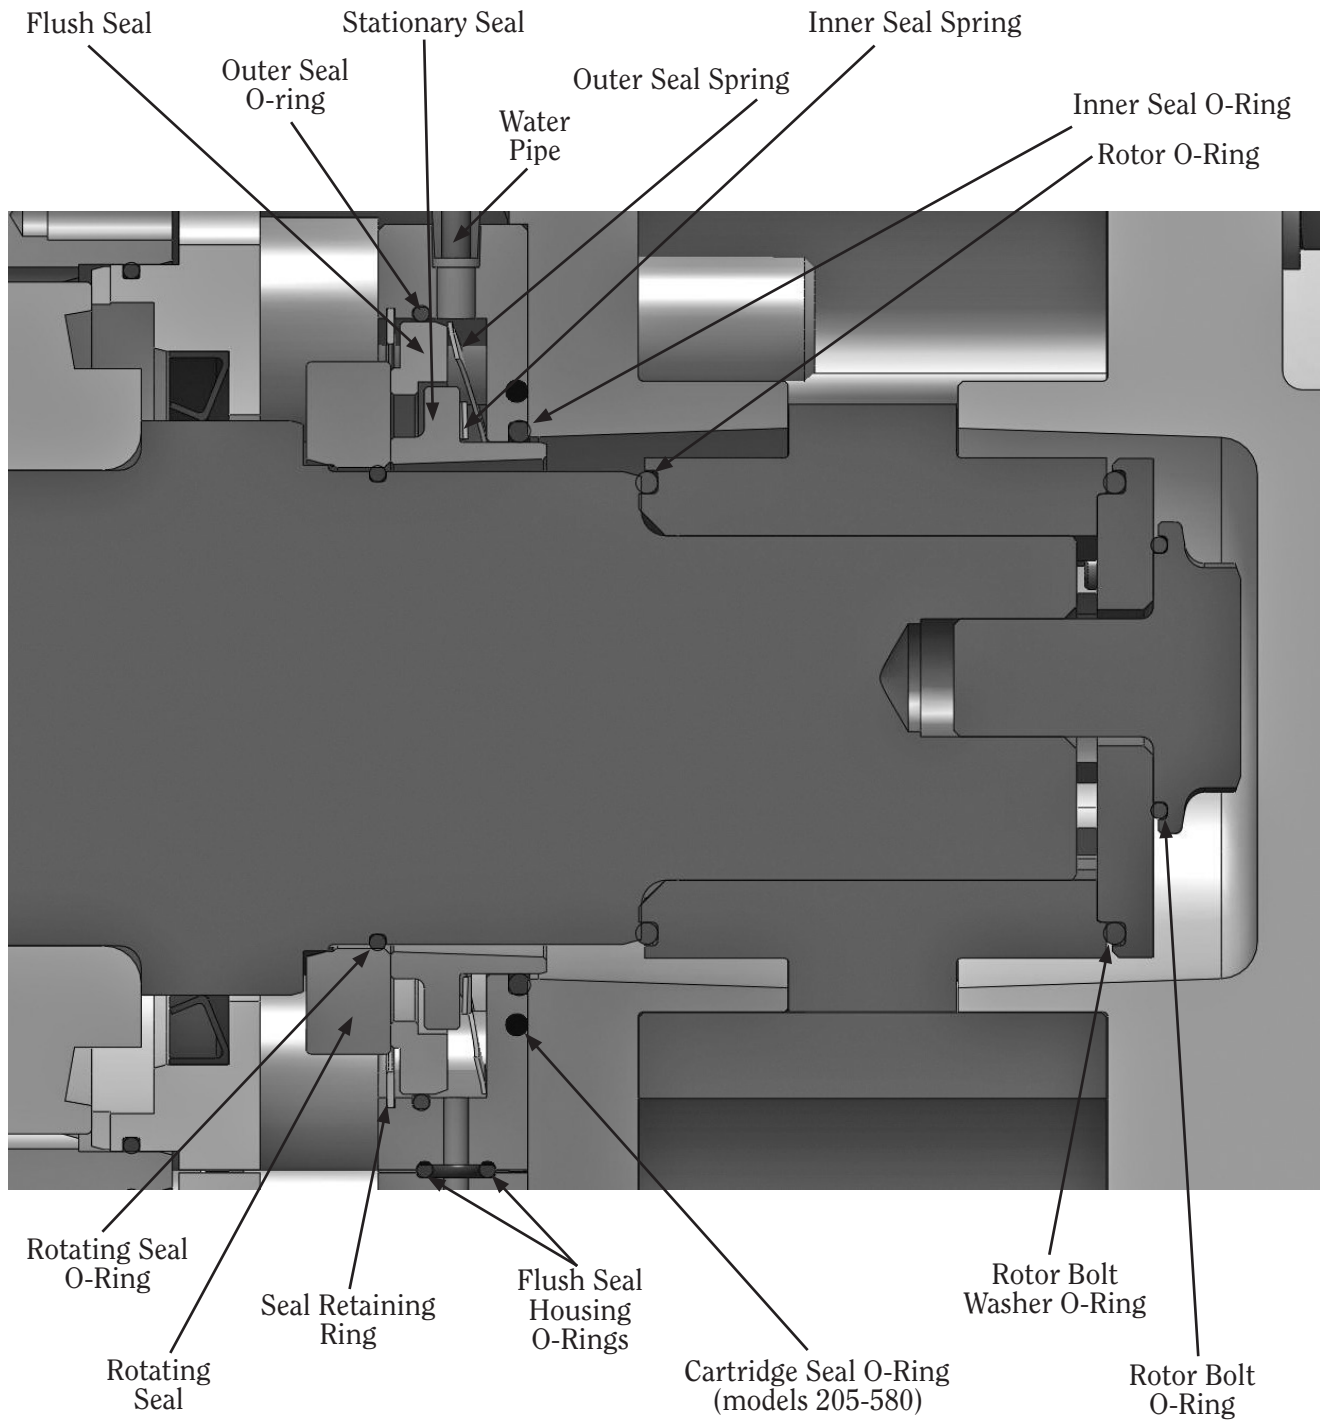 Flush Seal
Stationary Seal
Inner Seal Spring
Outer Seal
O-ring
Outer Seal Spring
Water
Pipe
Inner Seal O-Ring
Rotor O-Ring
Rotating Seal
O-Ring
Seal Retaining
Ring
Flush Seal
Housing
O-Rings
Rotor Bolt
Washer O-Ring
Rotating
Seal
Cartridge Seal O-Ring
(models 205-580)
Rotor Bolt
O-Ring